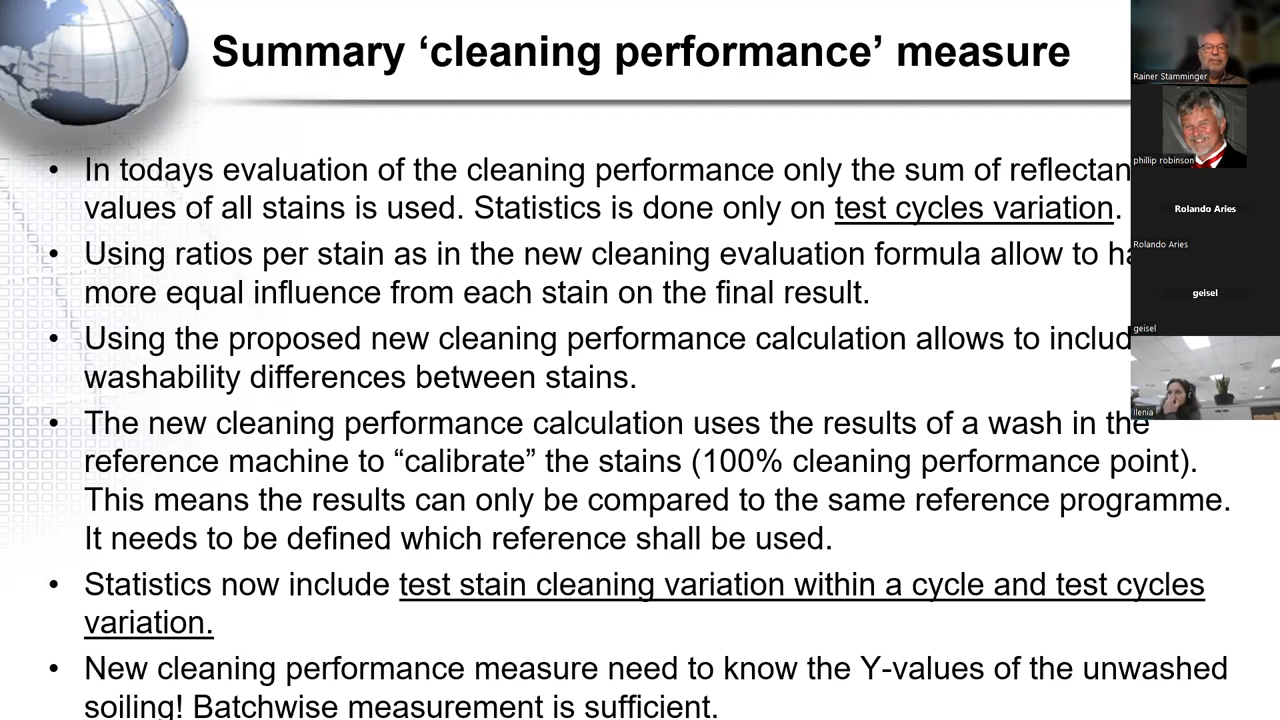 Summary ‘cleaning performance’ measure
• In todays evaluation of the cleaning performance only the sum of reflectan
values of all stains is used. Statistics is done only on test cycles variation.
• Using ratios per stain as in the new cleaning evaluation formula allow to ha
more equal influence from each stain on the final result.
• Using the proposed new cleaning performance calculation allows to includ
washability differences between stains.
• The new cleaning performance calculation uses the results of a wash in the
reference machine to “calibrate” the stains (100% cleaning performance point).
This means the results can only be compared to the same reference programme.
It needs to be defined which reference shall be used.
• Statistics now include test stain cleaning variation within a cycle and test cycles
variation.
• New cleaning performance measure need to know the Y-values of the unwashed
soiling! Batchwise measurement is sufficient.
Rainer Stamminger
phillip robinson
Rolando Aries
Rolando Aries
geisel
geisel
Ilenia